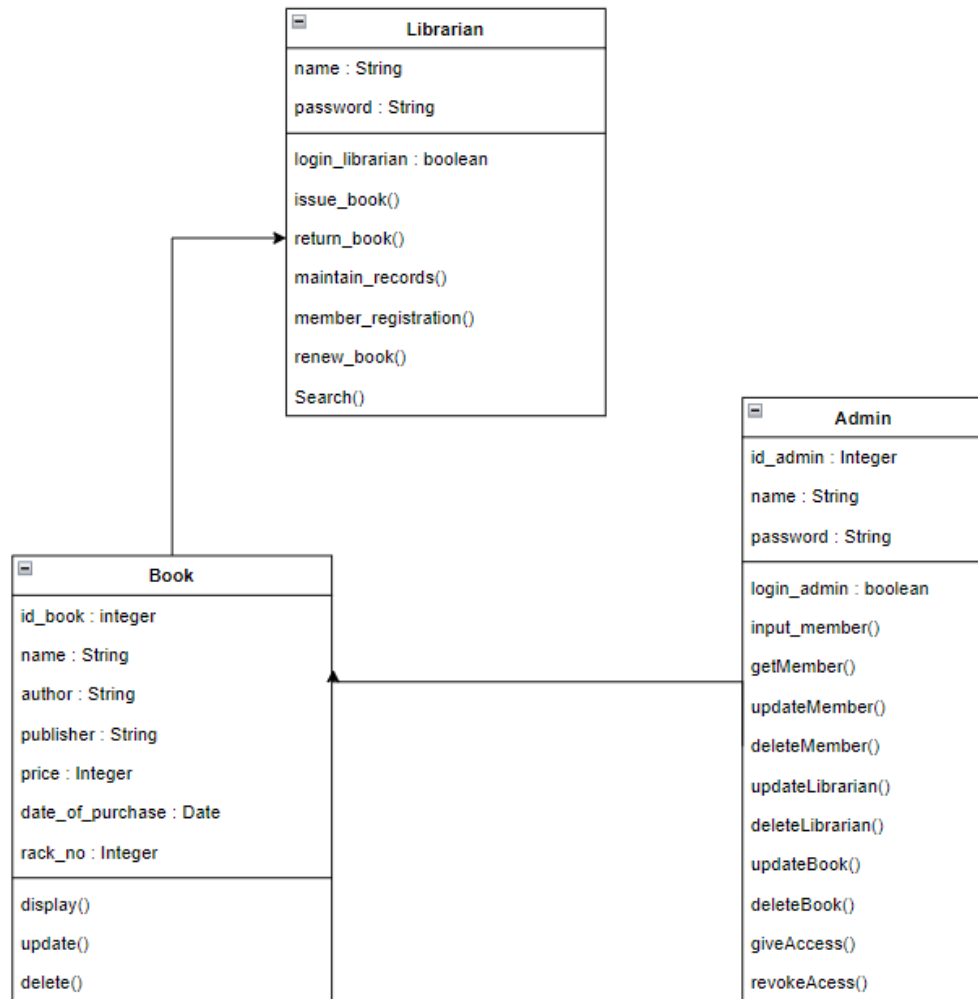 Librarian
name : String
password : String
login_librarian : boolean
issue_book()
return_book()
maintain_records()
member_registration()
renew_book()
Search()
Admin
id_admin : Integer
name : String
password : String
login_admin : boolean
input_member()
getMember()
updateMember()
deleteMember()
updateLibrarian()
deleteLibrarian()
updateBook()
deleteBook()
giveAccess()
revokeAcess()
Book
id_book : integer
name : String
author : String
publisher : String
price : Integer
date_of_purchase : Date
rack_no : Integer
display()
update()
delete()